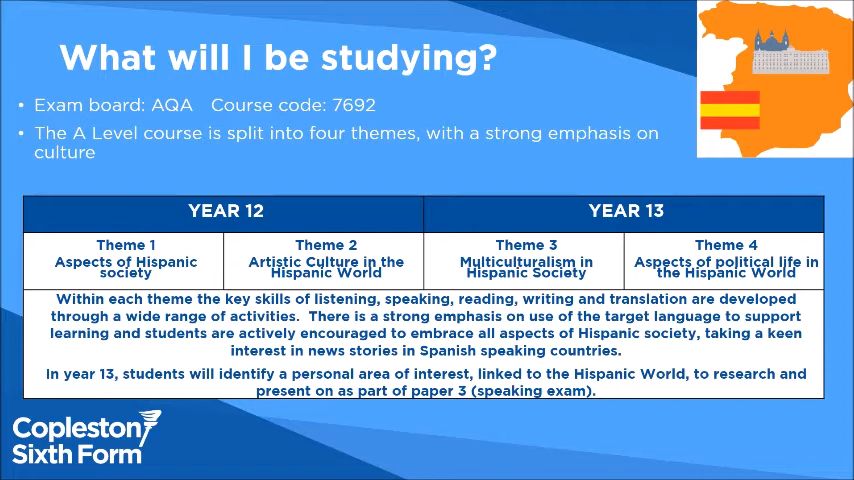 What will I be studying?
• Exam board: AQA Course code: 7692
• The A Level course is split into four themes, with a strong emphasis on
culture
YEAR 12
YEAR 13
Theme 1
Aspects of Hispanic
society
Theme 2
Artistic Culture in the
Hispanic World
Theme 3
Multiculturalism in
Hispanic Society
Theme 4
Aspects of political life in
the Hispanic World
Within each theme the key skills of listening, speaking, reading, writing and translation are developed
through a wide range of activities. There is a strong emphasis on use of the target language to support
learning and students are actively encouraged to embrace all aspects of Hispanic society, taking a keen
interest in news stories in Spanish speaking countries.
In year 13, students will identify a personal area of interest, linked to the Hispanic World, to research and
present on as part of paper 3 (speaking exam).
Copleston
Sixth Form